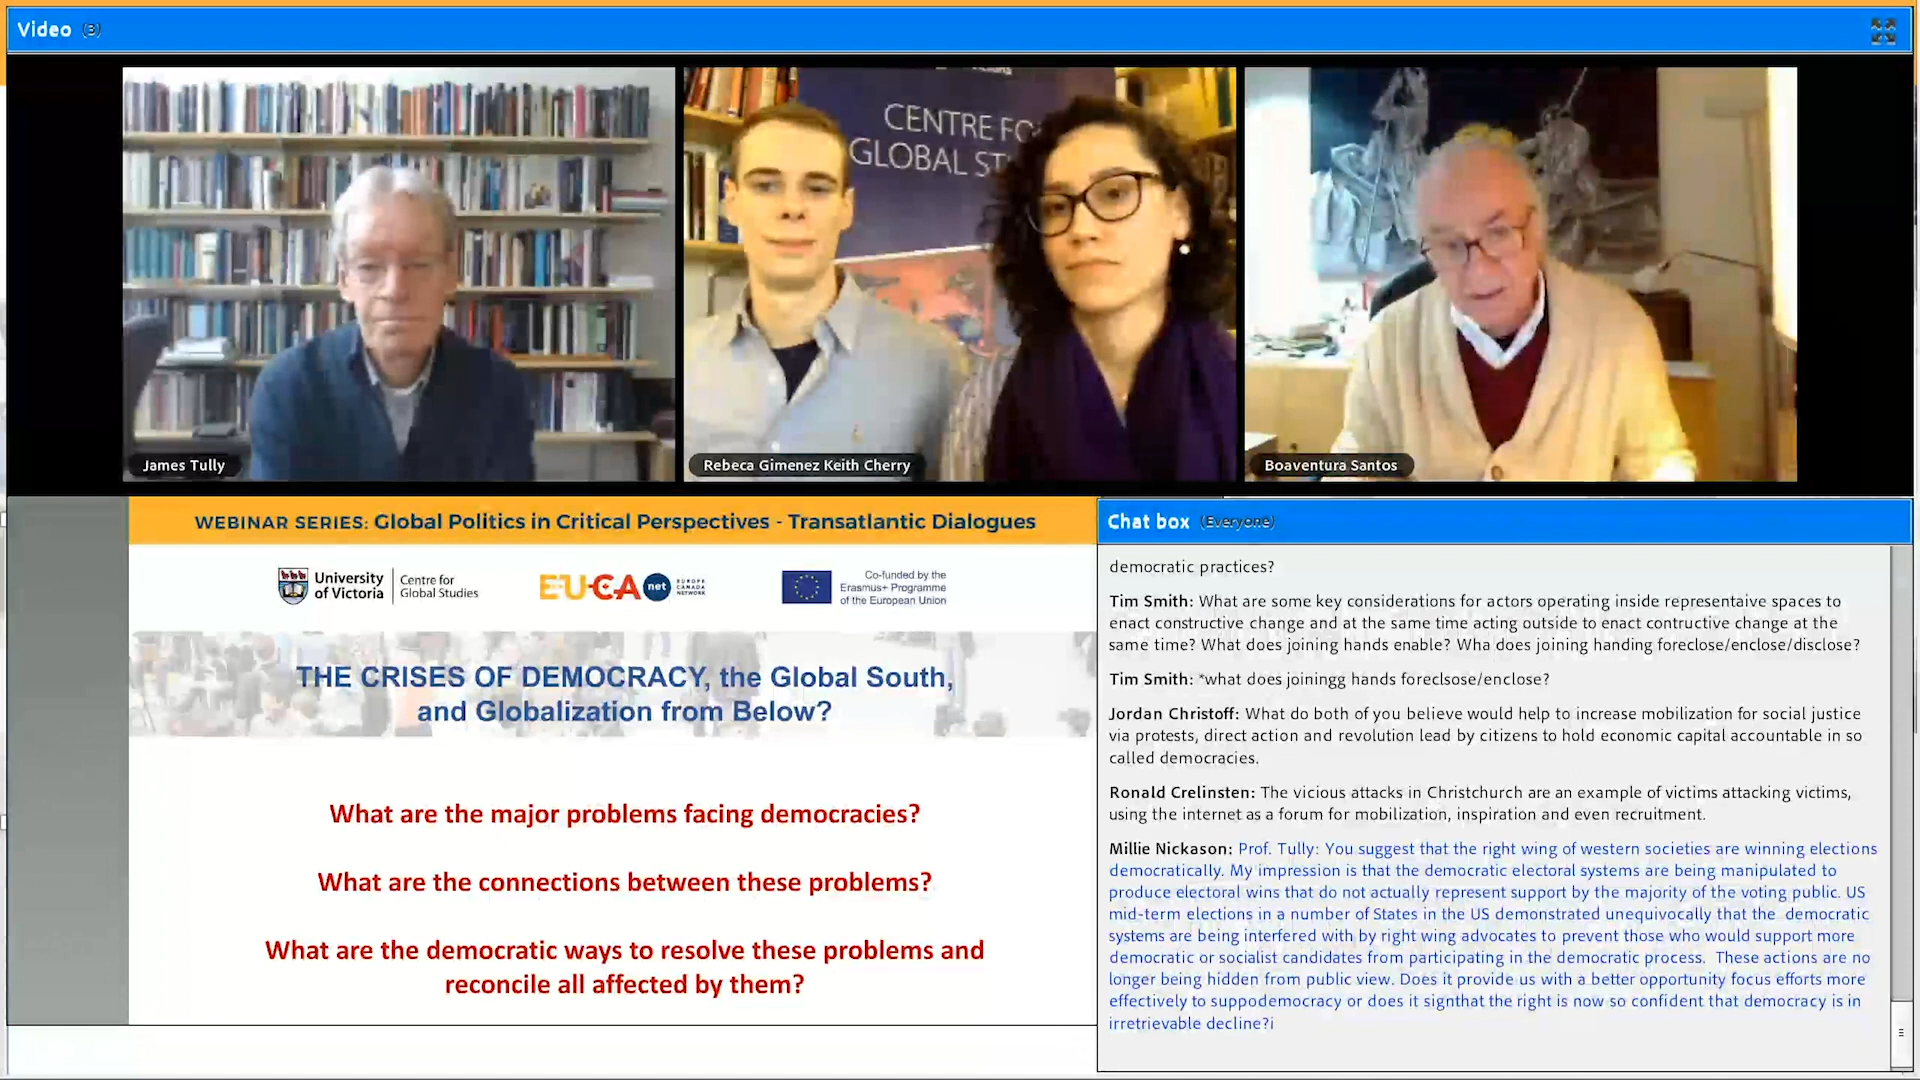 Video (3)
CENTRE FO
GLOBAL ST
James Tully
Rebeca Gimenez Keith Cherry
Boaventura Santos
WEBINAR SERIES: Global Politics in Critical Perspectives - Transatlantic Dialogues
University
of Victoria
Centre for
Global Studies
EU-CA net
EUROPE
CANADA
NETWORK
Co-funded by the
Erasmus+ Programme
of the European Union
THE CRISES OF DEMOCRACY, the Global South,
and Globalization from Below?
What are the major problems facing democracies?
What are the connections between these problems?
What are the democratic ways to resolve these problems and
reconcile all affected by them?
Chat box (Everyone)
democratic practices?
Tim Smith: What are some key considerations for actors operating inside representaive spaces to
enact constructive change and at the same time acting outside to enact contructive change at the
same time? What does joining hands enable? Wha does joining handing foreclose/enclose/disclose?
Tim Smith: *what does joiningg hands foreclsose/enclose?
Jordan Christoff: What do both of you believe would help to increase mobilization for social justice
via protests, direct action and revolution lead by citizens to hold economic capital accountable in so
called democracies.
Ronald Crelinsten: The vicious attacks in Christchurch are an example of victims attacking victims,
using the internet as a forum for mobilization, inspiration and even recruitment.
Millie Nickason: Prof. Tully: You suggest that the right wing of western societies are winning elections
democratically. My impression is that the democratic electoral systems are being manipulated to
produce electoral wins that do not actually represent support by the majority of the voting public. US
mid-term elections in a number of States in the US demonstrated unequivocally that the democratic
systems are being interfered with by right wing advocates to prevent those who would support more
democratic or socialist candidates from participating in the democratic process. These actions are no
longer being hidden from public view. Does it provide us with a better opportunity focus efforts more
effectively to suppodemocracy or does it signthat the right is now so confident that democracy is in
irretrievable decline?i